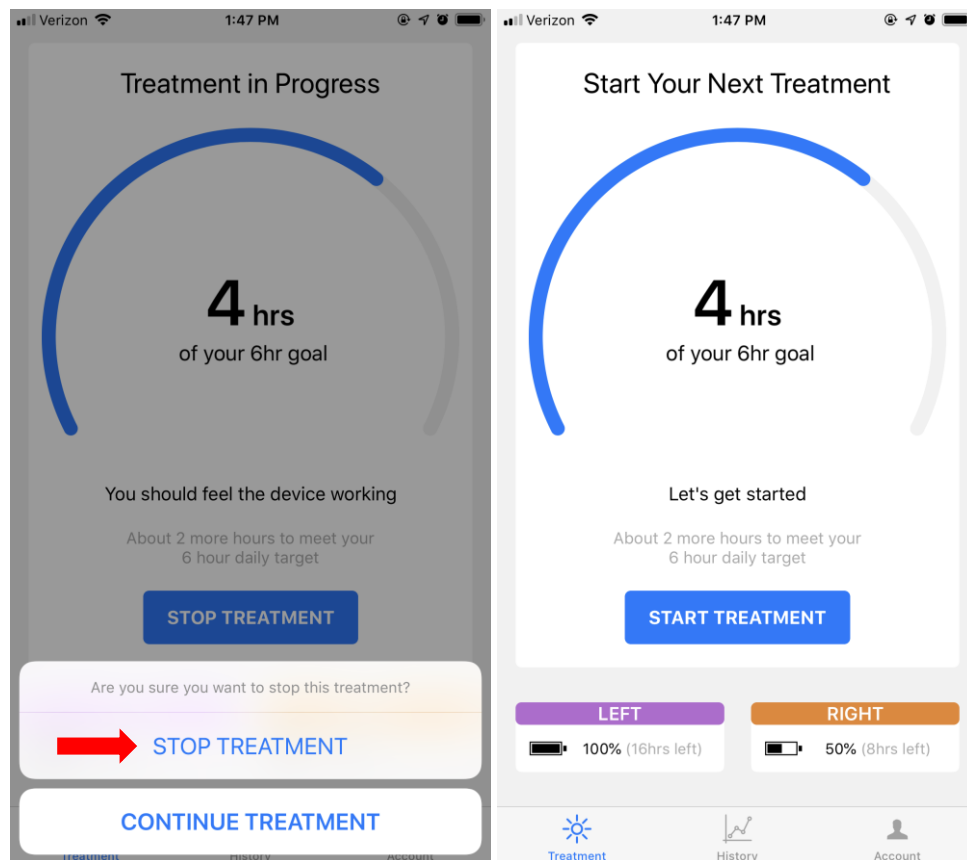 Verizon 1:47 PM
Treatment in Progress
4 hrs
of your 6hr goal
You should feel the device working
About 2 more hours to meet your
6 hour daily target
STOP TREATMENT
Are you sure you want to stop this treatment?
STOP TREATMENT
CONTINUE TREATMENT
Treatment History Account
Verizon 1:47 PM
Start Your Next Treatment
4 hrs
of your 6hr goal
Let's get started
About 2 more hours to meet your
6 hour daily target
START TREATMENT
LEFT RIGHT
100% (16hrs left) 50% (8hrs left)
Treatment History Account